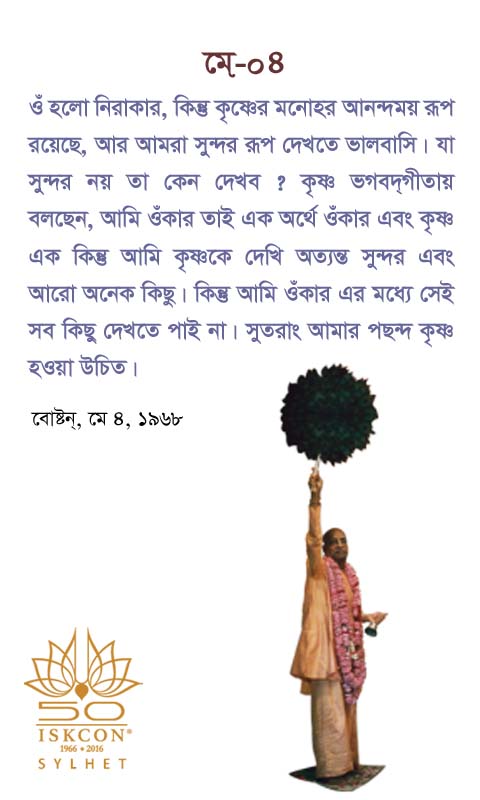 মে-০৪
ওঁ হলো নিরাকার, কিন্তু কৃষ্ণের মনোহর আনন্দময় রূপ
রয়েছে, আর আমরা সুন্দর রূপ দেখতে ভালবাসি। যা
সুন্দর নয় তা কেন দেখব ? কৃষ্ণ ভগবদ্গীতায়
বলছেন, আমি ওঁকার তাই এক অর্থে ওঁকার এবং কৃষ্ণ
এক কিন্তু আমি কৃষ্ণকে দেখি অত্যন্ত সুন্দর এবং
আরো অনেক কিছু। কিন্তু আমি ওঁকার এর মধ্যে সেই
সব কিছু দেখতে পাই না। সুতরাং আমার পছন্দ কৃষ্ণ
হওয়া উচিত।
বোষ্টন্, মে ৪, ১৯৬৮
50
ISKCON®
1966 • 2016
SYLHET